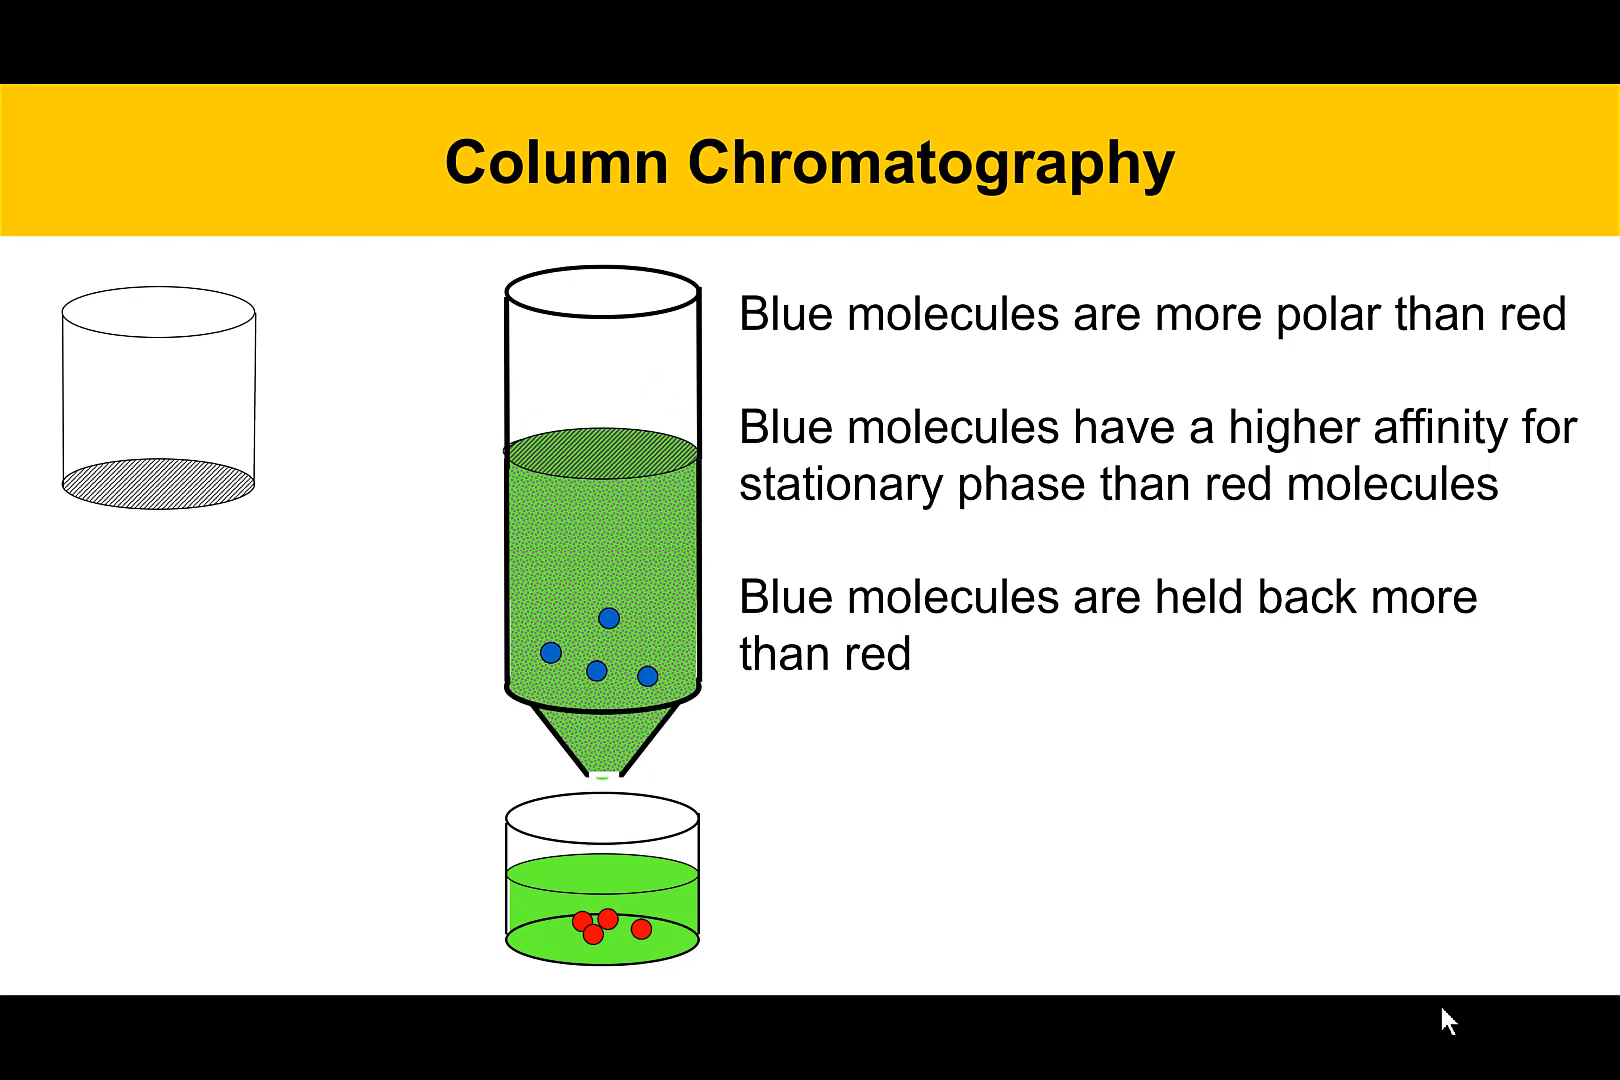 Column Chromatography
Blue molecules are more polar than red
Blue molecules have a higher affinity for
stationary phase than red molecules
Blue molecules are held back more
than red